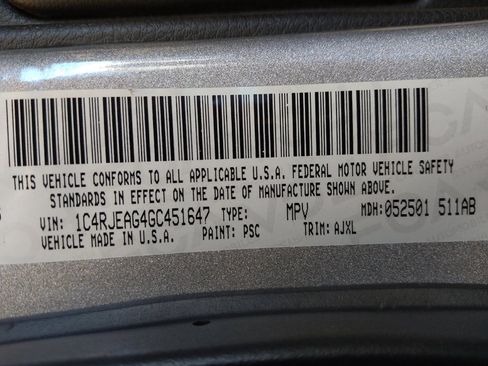 THIS VEHICLE CONFORMS TO ALL APPLICABLE U.S.A. FEDERAL MOTOR VEHICLE SAFETY
STANDARDS IN EFFECT ON THE DATE OF MANUFACTURE SHOWN ABOVE.
VIN: 1C4RJEAG4GC451647 TYPE: MPV MDH:052501 511AB
VEHICLE MADE IN U.S.A. PAINT: PSC TRIM: AJXL